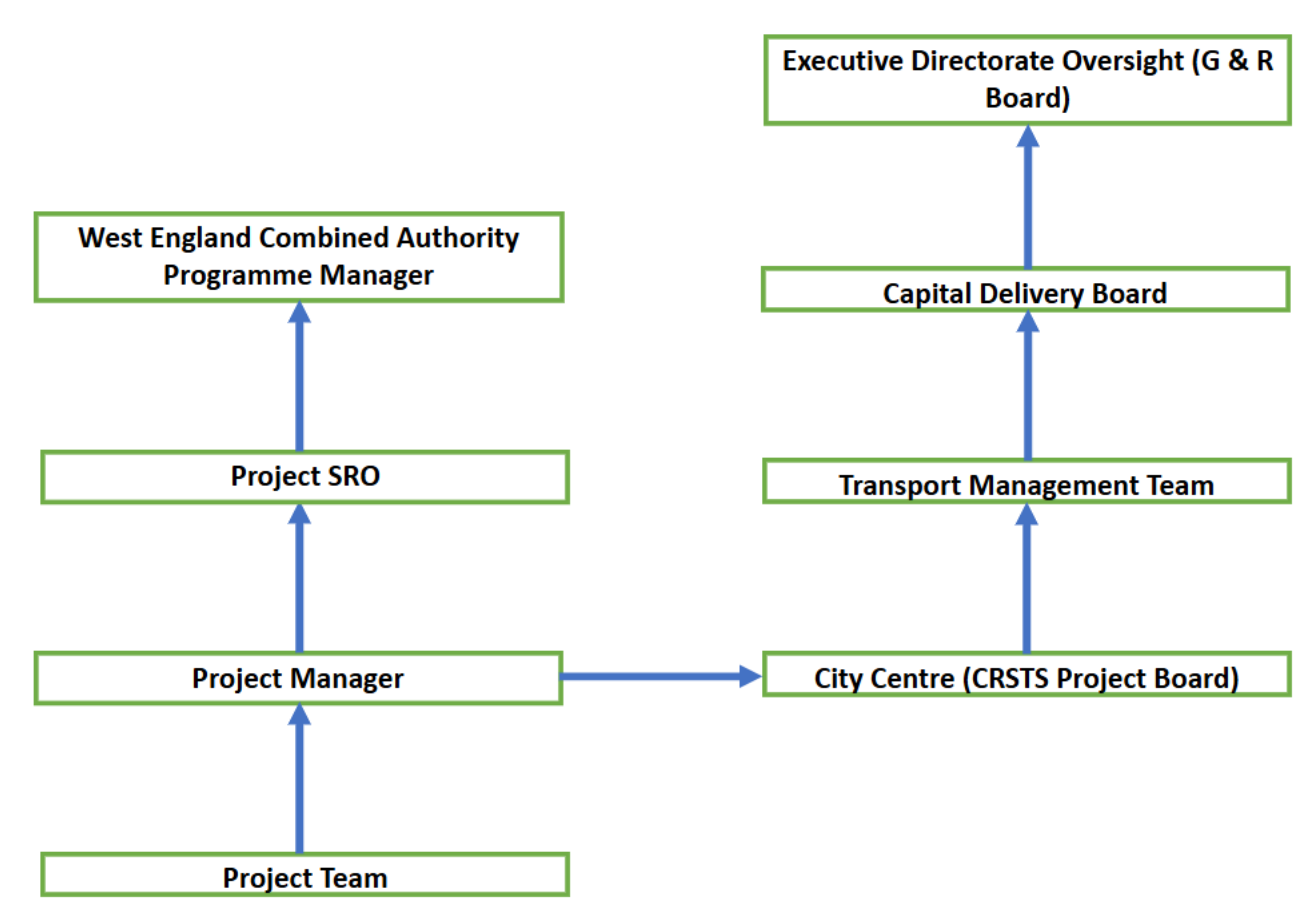 Executive Directorate Oversight (G & R
Board)
West England Combined Authority
Programme Manager
Capital Delivery Board
Project SRO
Transport Management Team
Project Manager
City Centre (CRSTS Project Board)
Project Team